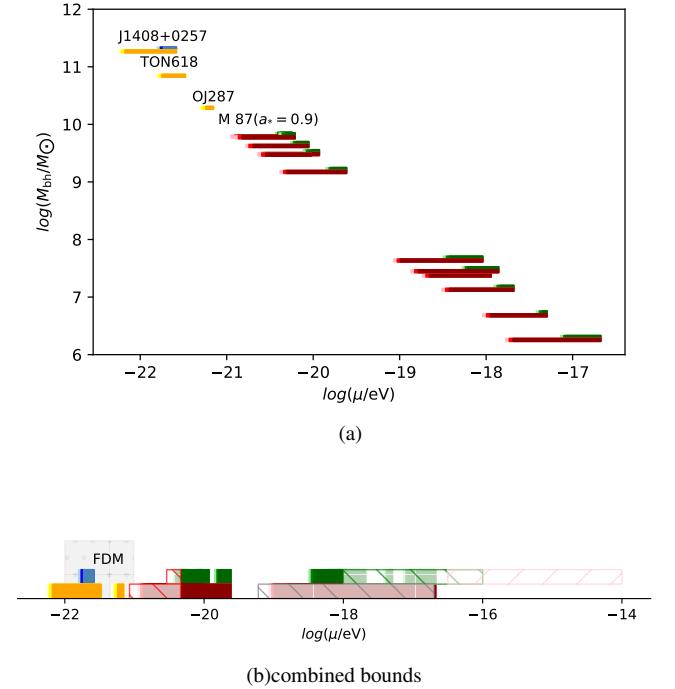 12
J1408+0257
11
TON618
OJ287
10
M 87(a* = 0.9)
9
log(M_bh/M⊙)
8
7
6
−22 −21 −20 −19 −18 −17
log(μ/eV)
(a)
FDM
−22 −20 −18 −16 −14
log(μ/eV)
(b)combined bounds